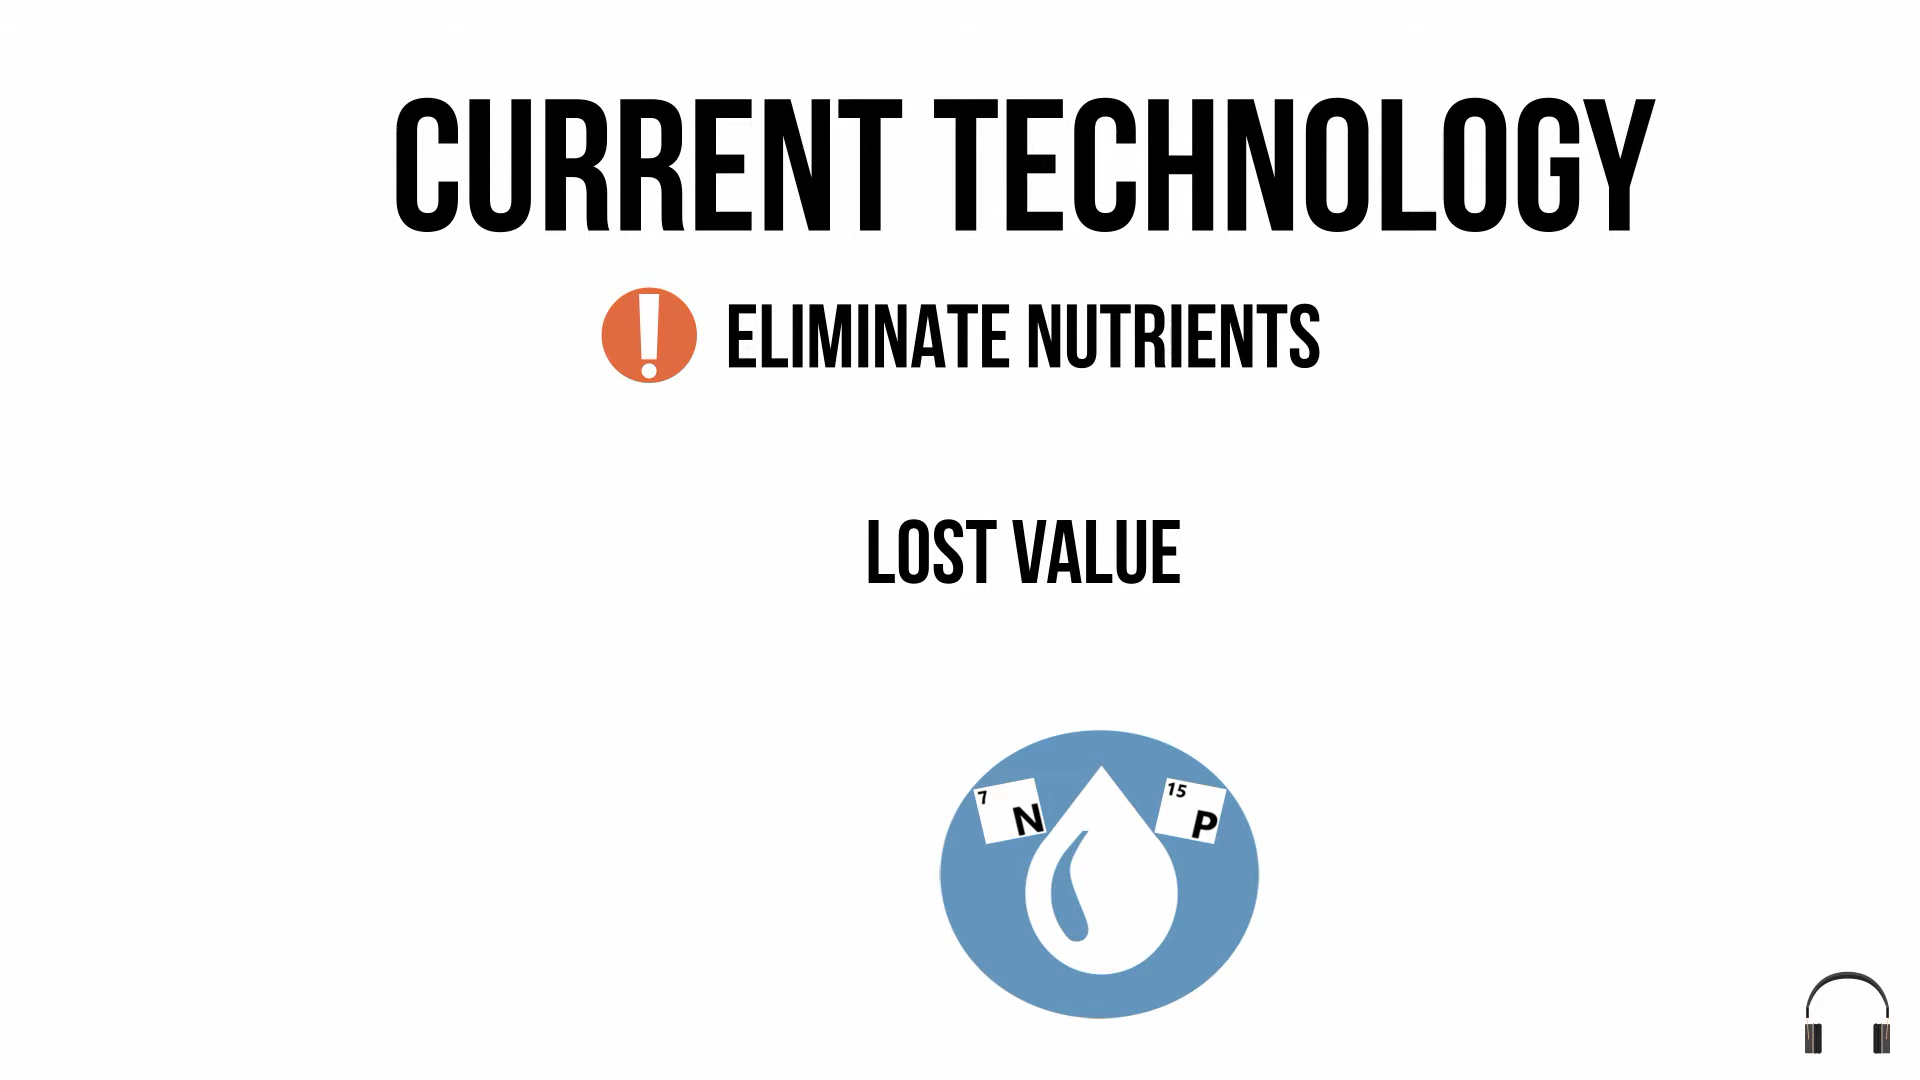 CURRENT TECHNOLOGY
! ELIMINATE NUTRIENTS
LOST VALUE
7 N
15 P